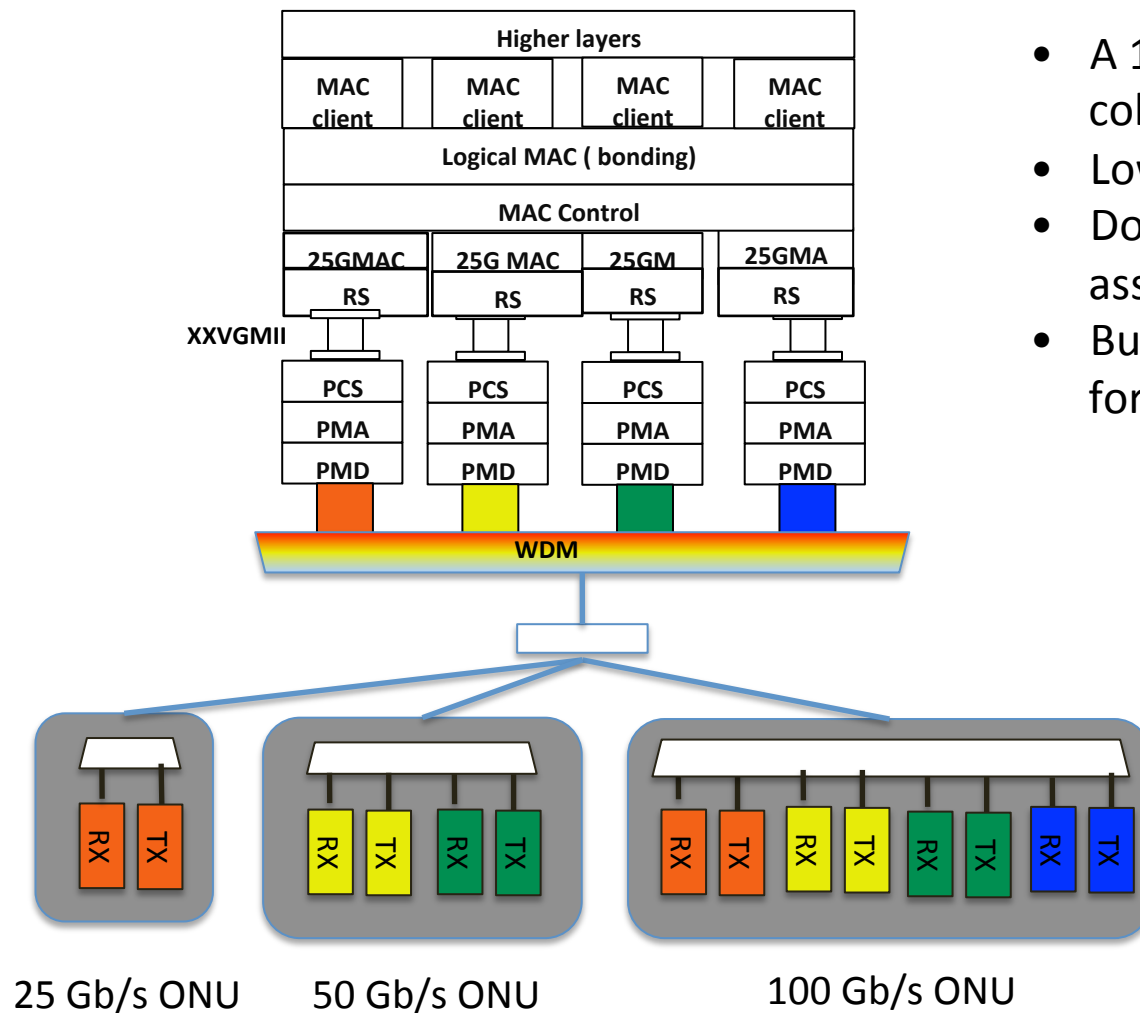 Higher layers
MAC client
MAC client
MAC client
MAC client
Logical MAC ( bonding)
MAC Control
25GMAC
25G MAC
25GM
25GMA
RS
RS
RS
RS
XXVGMII
PCS
PCS
PCS
PCS
PMA
PMA
PMA
PMA
PMD
PMD
PMD
PMD
WDM
RX
TX
RX
TX
RX
TX
RX
TX
RX
TX
RX
TX
RX
TX
25 Gb/s ONU
50 Gb/s ONU
100 Gb/s ONU
• A 1
• 
• 
ass
• 
for